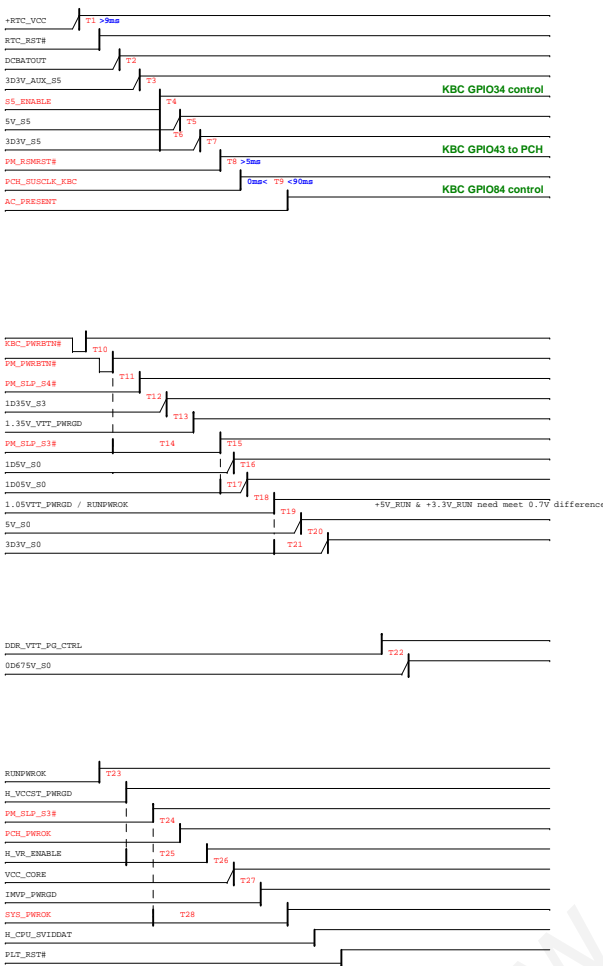 +RTC_VCC T1 >9ms
RTC_RST#
DCBATOUT T2
3D3V_AUX_S5 T3
KBC GPIO34 control
S5_ENABLE T4
5V_S5 T5
T6
3D3V_S5 T7
KBC GPIO43 to PCH
PM_RSMRST# T8 >5ms
PCH_SUSCLK_KBC 0ms< T9 <90ms
KBC GPIO84 control
AC_PRESENT
KBC_PWRBTN# T10
PM_PWRBTN#
T11
PM_SLP_S4#
T12
1D35V_S3
T13
1.35V_VTT_PWRGD
PM_SLP_S3# T14 T15
1D5V_S0 T16
1D05V_S0 T17
T18
1.05VTT_PWRGD / RUNPWROK +5V_RUN & +3.3V_RUN need meet 0.7V difference
T19
5V_S0 T20
3D3V_S0 T21
DDR_VTT_PG_CTRL
T22
0D675V_S0
RUNPWROK T23
H_VCCST_PWRGD
PM_SLP_S3#
T24
PCH_PWROK
H_VR_ENABLE T25
T26
VCC_CORE
T27
IMVP_PWRGD
SYS_PWROK T28
H_CPU_SVIDDAT
PLT_RST#